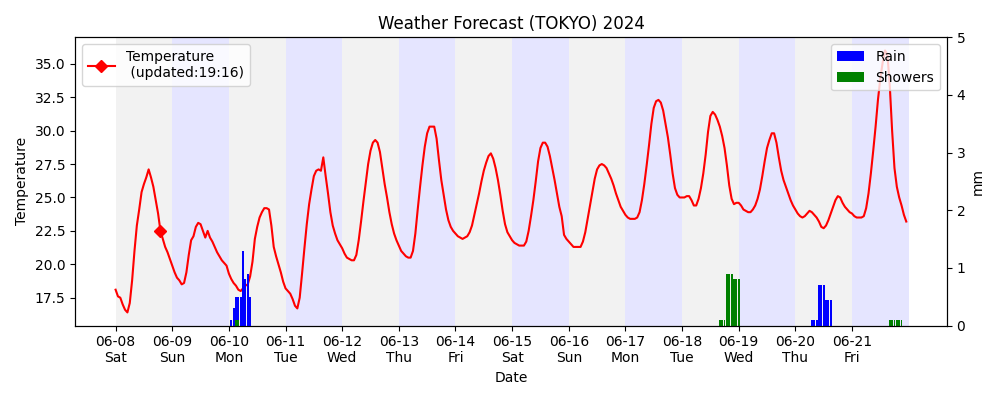 Weather Forecast (TOKYO) 2024
Temperature
(updated:19:16)
Rain
Showers
Temperature
35.0
32.5
30.0
27.5
25.0
22.5
20.0
17.5
5
4
3
2
1
0
mm
06-08 06-09 06-10 06-11 06-12 06-13 06-14 06-15 06-16 06-17 06-18 06-19 06-20 06-21
Sat Sun Mon Tue Wed Thu Fri Sat Sun Mon Tue Wed Thu Fri
Date